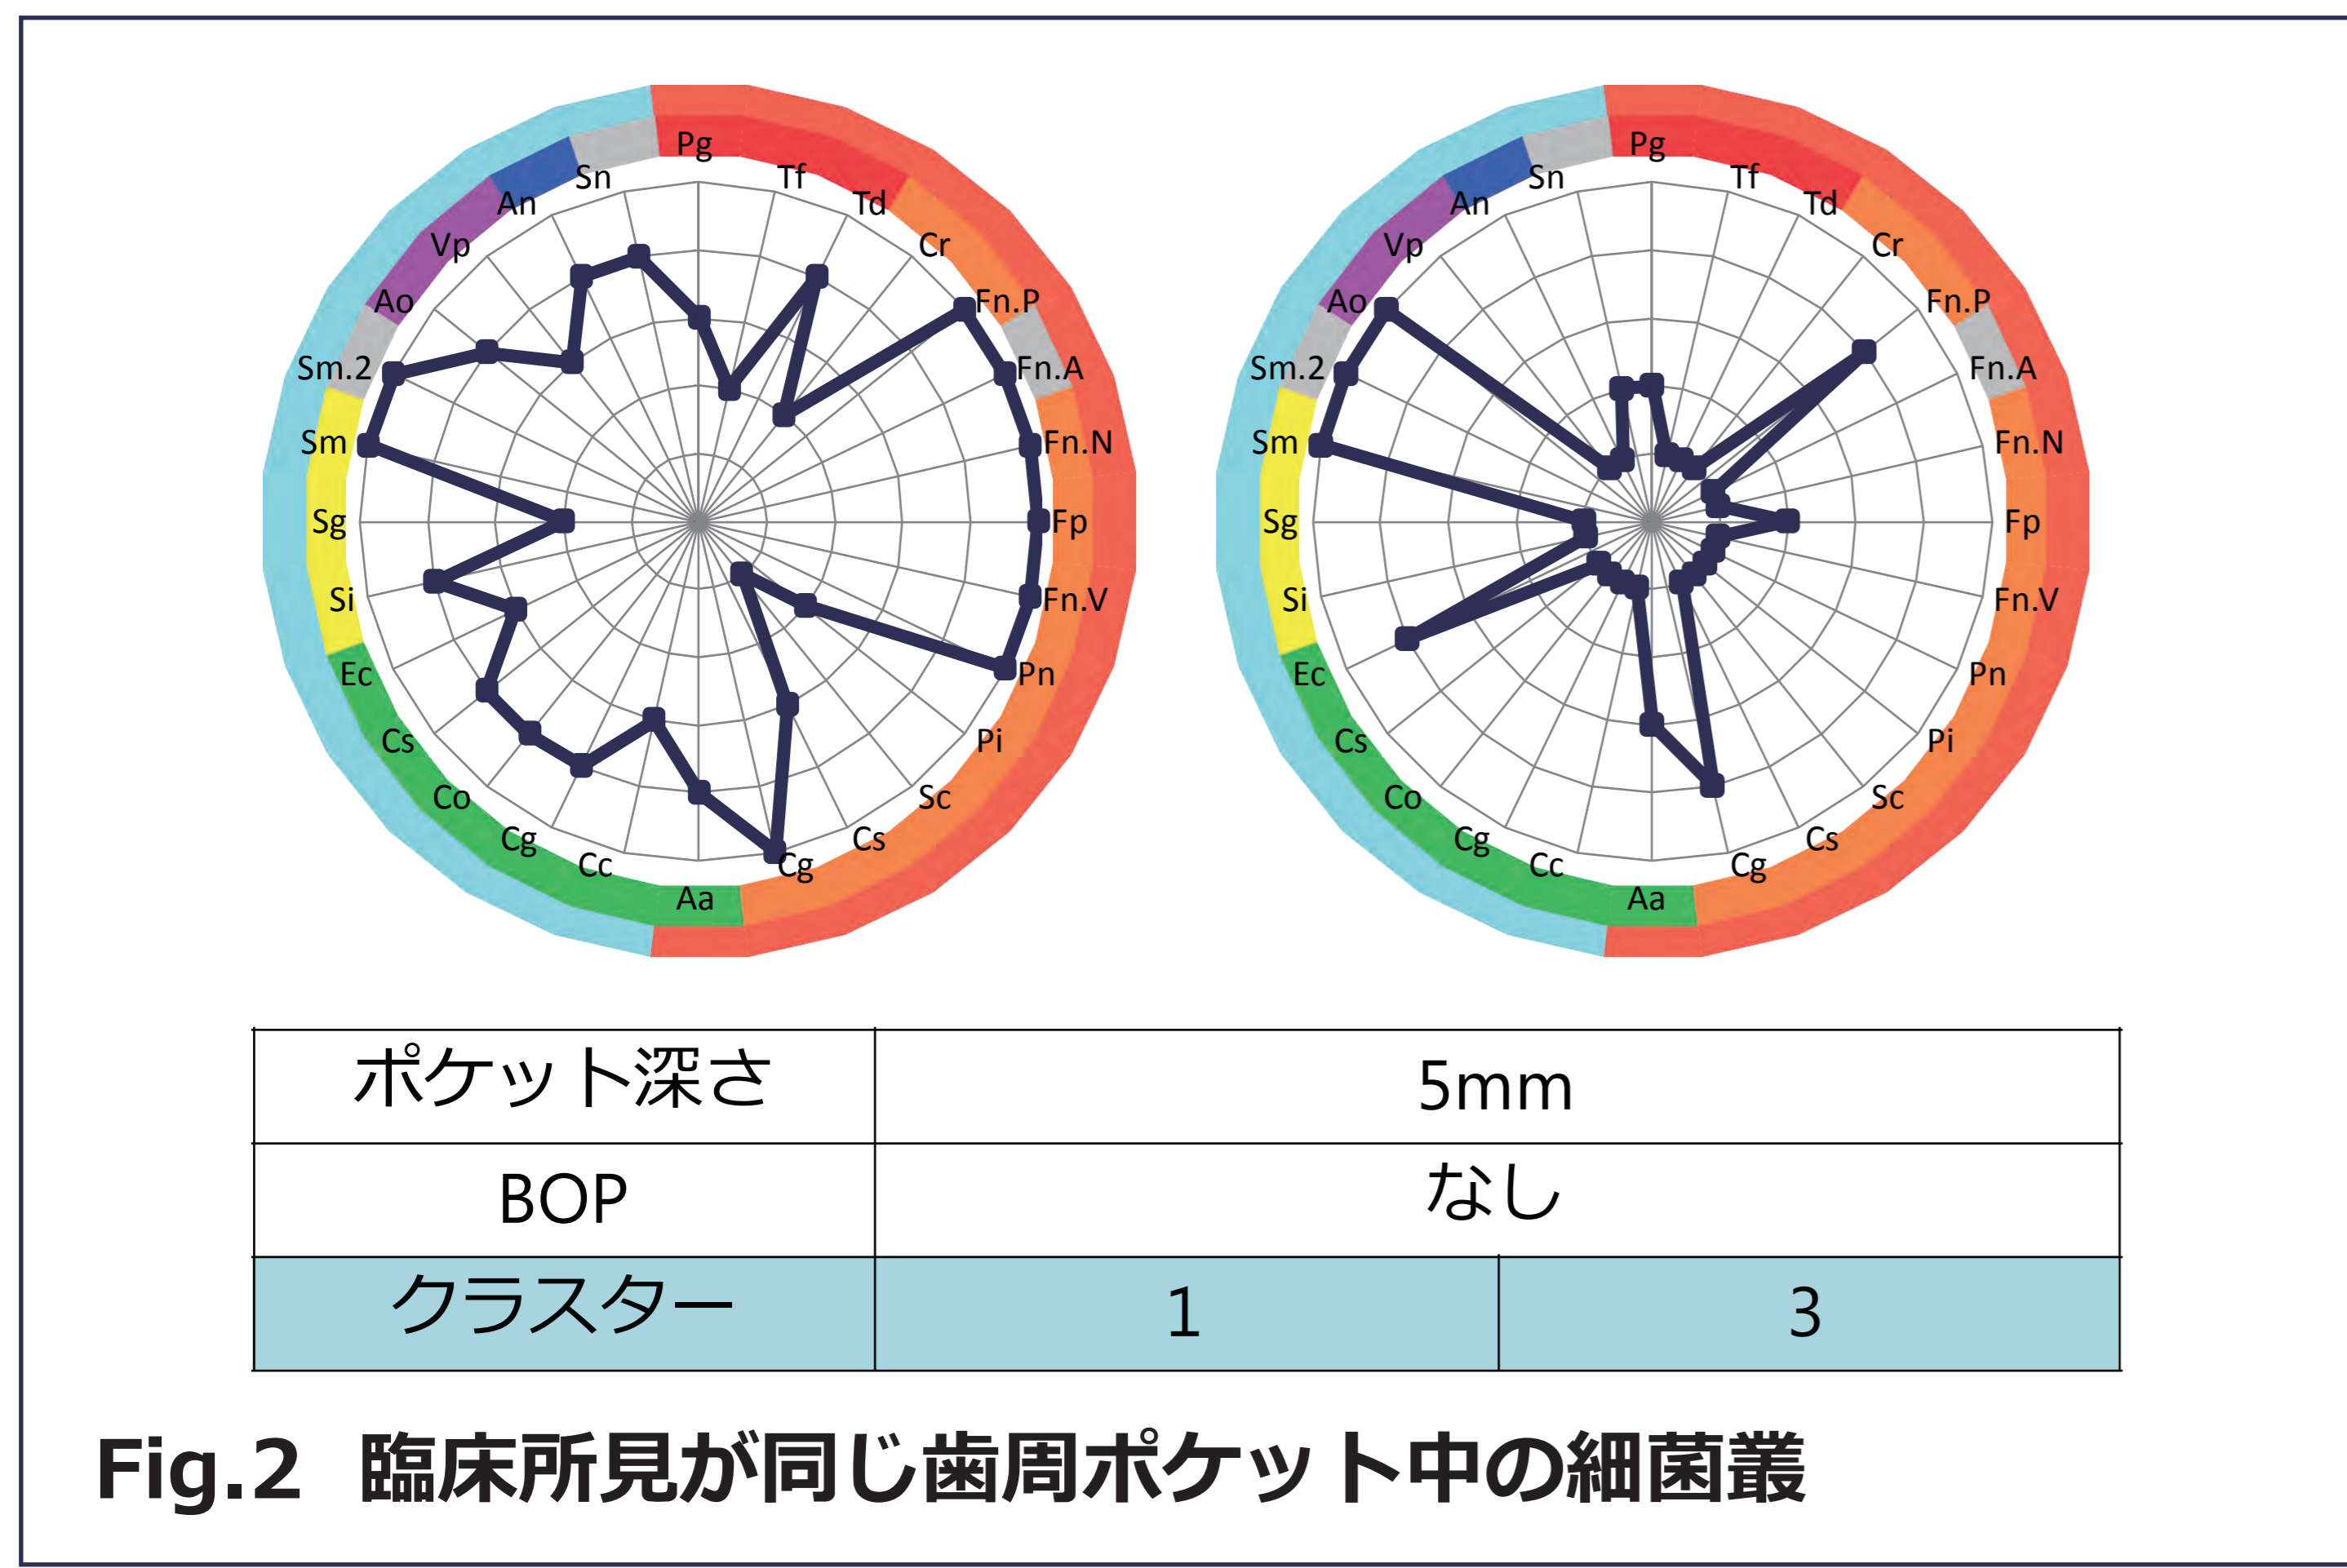 Pg
Tf
Td
Cr
Fn.P
Fn.A
Fn.N
Fp
Fn.V
Pn
Pi
Sc
Cs
Cg
Aa
Cc
Cg
Co
Cs
Ec
Si
Sg
Sm
Sm.2
Ao
Vp
An
Sn
Pg
Tf
Td
Cr
Fn.P
Fn.A
Fn.N
Fp
Fn.V
Pn
Pi
Sc
Cs
Cg
Aa
Cc
Cg
Co
Cs
Ec
Si
Sg
Sm
Sm.2
Ao
Vp
An
Sn
ポケット深さ 5mm
BOP なし
クラスター 1 3
Fig.2 臨床所見が同じ歯周ポケット中の細菌叢